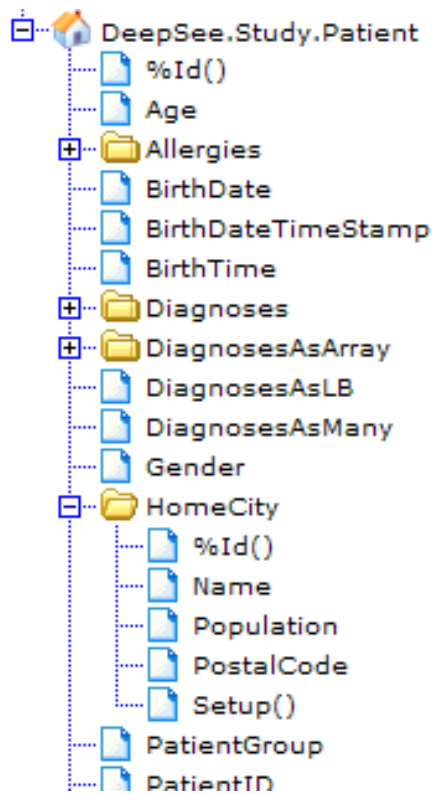 DeepSee.Study.Patient
%Id()
Age
Allergies
BirthDate
BirthDateTimeStamp
BirthTime
Diagnoses
DiagnosesAsArray
DiagnosesAsLB
DiagnosesAsMany
Gender
HomeCity
%Id()
Name
Population
PostalCode
Setup()
PatientGroup
PatientID